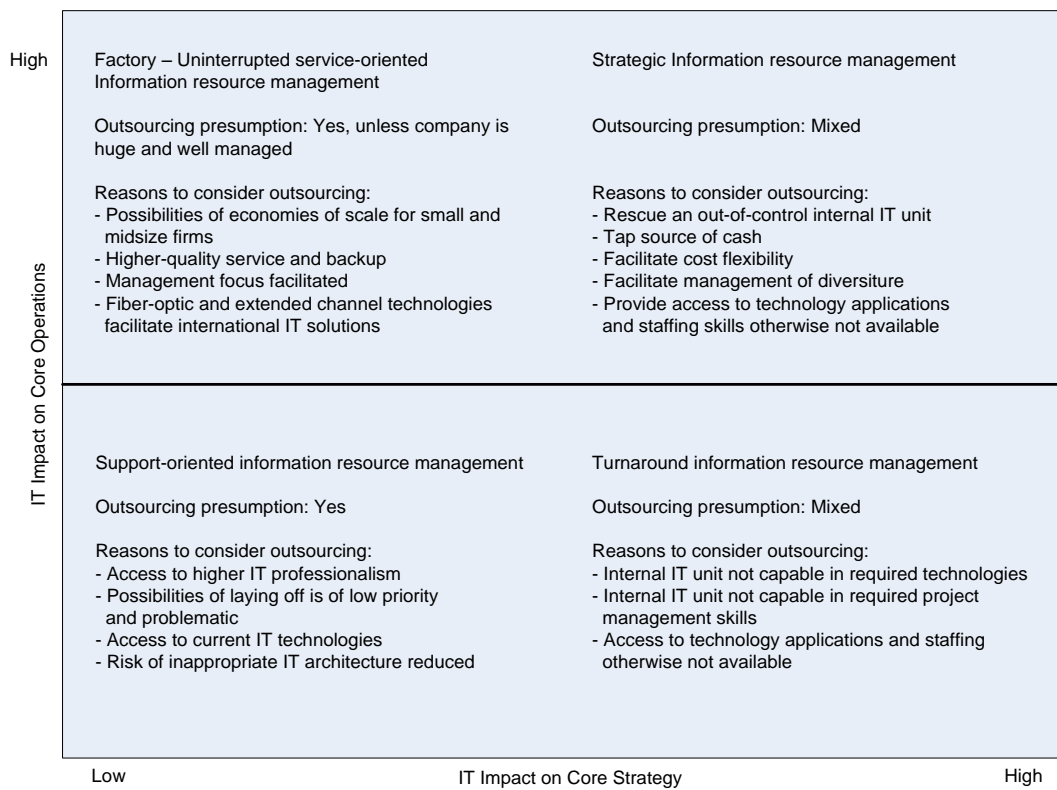 High
Factory – Uninterrupted service-oriented
Information resource management
Outsourcing presumption: Yes, unless company is
huge and well managed
Reasons to consider outsourcing:
- Possibilities of economies of scale for small and
midsize firms
- Higher-quality service and backup
- Management focus facilitated
- Fiber-optic and extended channel technologies
facilitate international IT solutions
Strategic Information resource management
Outsourcing presumption: Mixed
Reasons to consider outsourcing:
- Rescue an out-of-control internal IT unit
- Tap source of cash
- Facilitate cost flexibility
- Facilitate management of diversiture
- Provide access to technology applications
and staffing skills otherwise not available
IT Impact on Core Operations
Support-oriented information resource management
Outsourcing presumption: Yes
Reasons to consider outsourcing:
- Access to higher IT professionalism
- Possibilities of laying off is of low priority
and problematic
- Access to current IT technologies
- Risk of inappropriate IT architecture reduced
Turnaround information resource management
Outsourcing presumption: Mixed
Reasons to consider outsourcing:
- Internal IT unit not capable in required technologies
- Internal IT unit not capable in required project
management skills
- Access to technology applications and staffing
otherwise not available
Low
IT Impact on Core Strategy
High